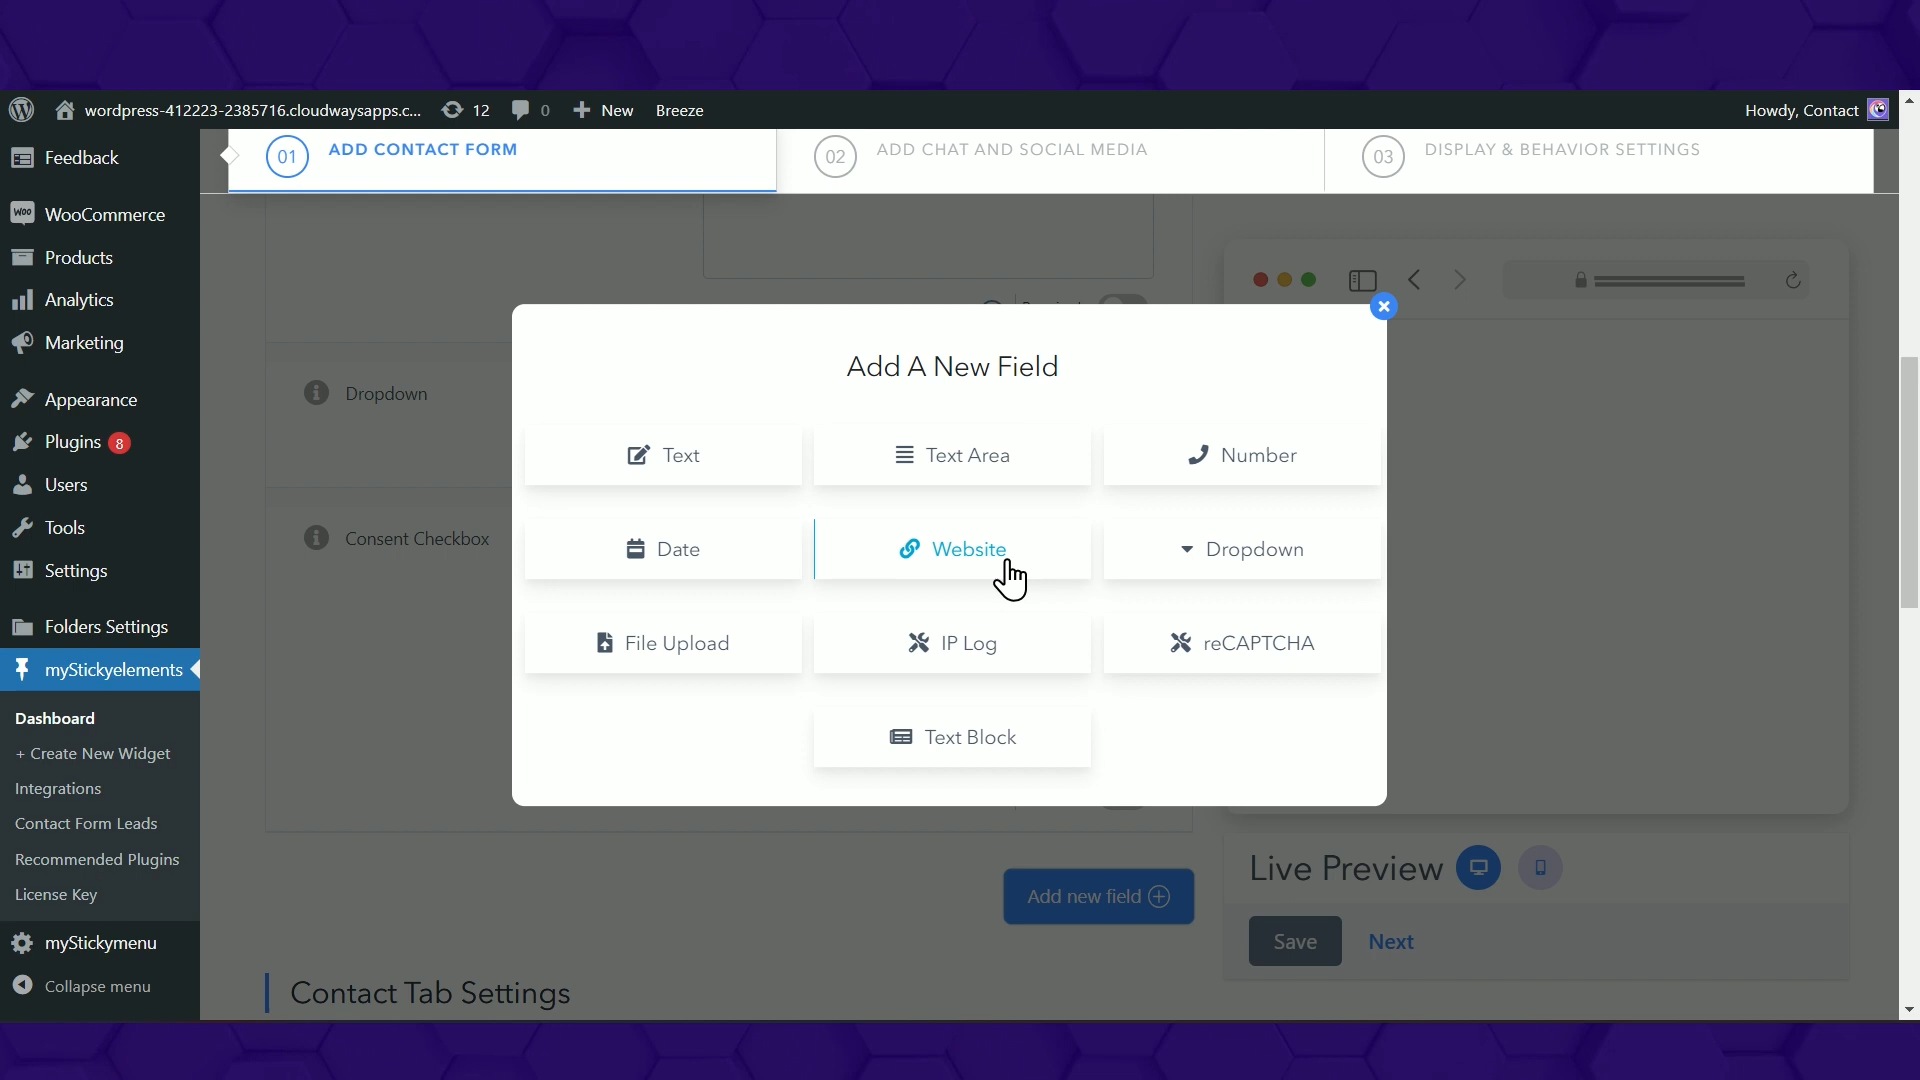 wordpress-412223-2385716.cloudwaysapps.c... 12 0 New Breeze Howdy, Contact
Feedback
WooCommerce
Products
Analytics
Marketing
Appearance
Plugins 8
Users
Tools
Settings
Folders Settings
myStickyelements
Dashboard
+ Create New Widget
Integrations
Contact Form Leads
Recommended Plugins
License Key
myStickymenu
Collapse menu
01 ADD CONTACT FORM
02 ADD CHAT AND SOCIAL MEDIA
03 DISPLAY & BEHAVIOR SETTINGS
Dropdown
Consent Checkbox
Add A New Field
Text
Text Area
Number
Date
Website
Dropdown
File Upload
IP Log
reCAPTCHA
Text Block
Add new field
Live Preview
Save
Next
Contact Tab Settings